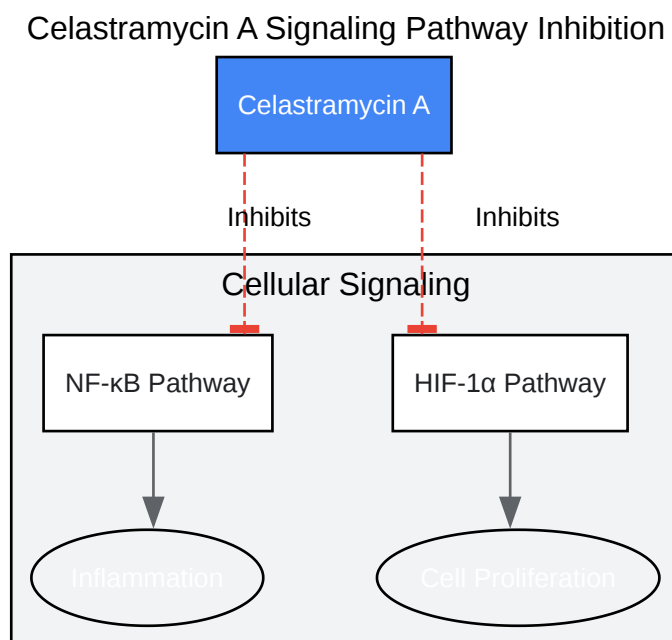 Celastramycin A Signaling Pathway Inhibition
Celastramycin A
Inhibits
Inhibits
Cellular Signaling
NF-κB Pathway
HIF-1α Pathway
Inflammation
Cell Proliferation